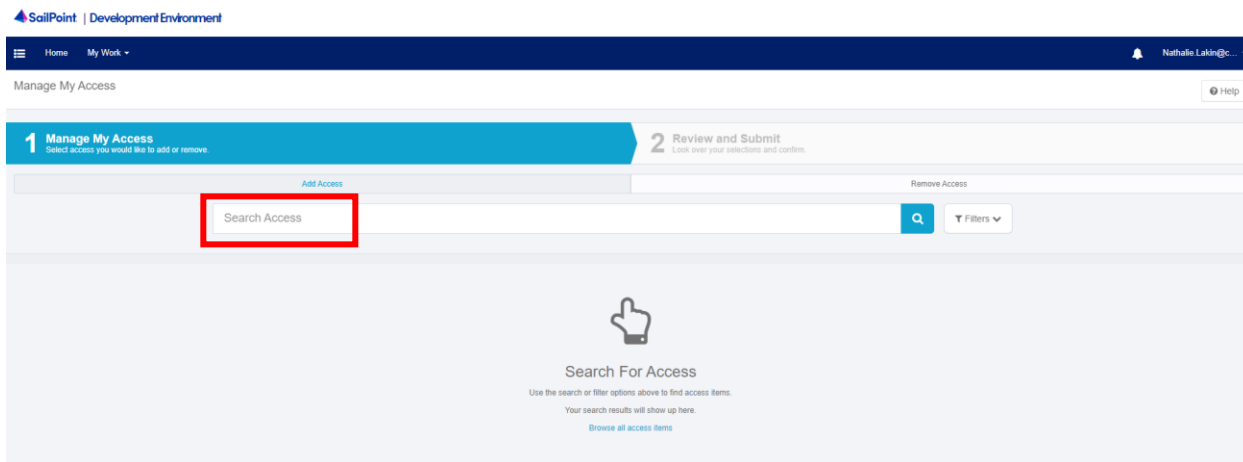 SailPoint | Development Environment
Home My Work
Nathalie.Lakin@c...
Manage My Access
Help
1 Manage My Access
Select access you would like to add or remove.
2 Review and Submit
Look over your selections and confirm.
Add Access
Remove Access
Search Access
Filters
Search For Access
Use the search or filter options above to find access items.
Your search results will show up here.
Browse all access items